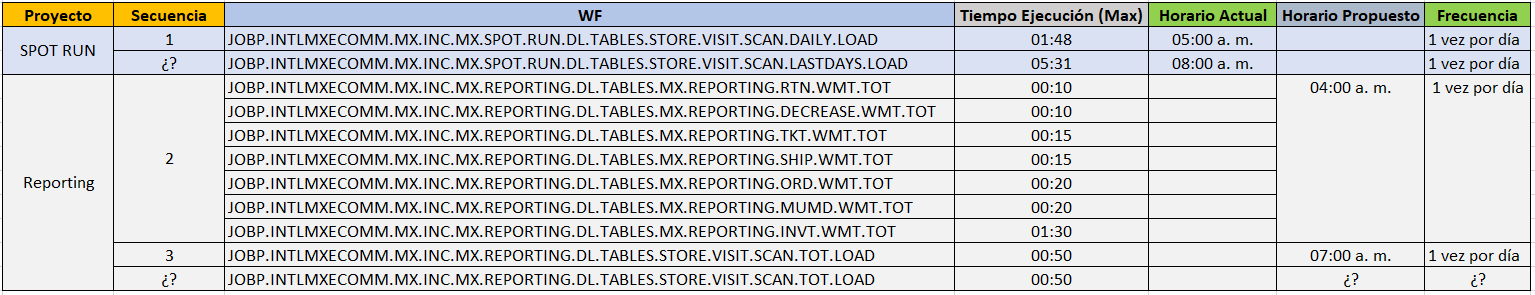 Proyecto Secuencia WF Tiempo Ejecución (Max) Horario Actual Horario Propuesto Frecuencia
SPOT RUN 1 JOBP.INTLMXECOMM.MX.INC.MX.SPOT.RUN.DL.TABLES.STORE.VISIT.SCAN.DAILY.LOAD 01:48 05:00 a. m. 1 vez por día
¿? JOBP.INTLMXECOMM.MX.INC.MX.SPOT.RUN.DL.TABLES.STORE.VISIT.SCAN.LASTDAYS.LOAD 05:31 08:00 a. m. 1 vez por día
Reporting 2 JOBP.INTLMXECOMM.MX.INC.MX.REPORTING.DL.TABLES.MX.REPORTING.RTN.WMT.TOT 00:10 04:00 a. m. 1 vez por día
JOBP.INTLMXECOMM.MX.INC.MX.REPORTING.DL.TABLES.MX.REPORTING.DECREASE.WMT.TOT 00:10
JOBP.INTLMXECOMM.MX.INC.MX.REPORTING.DL.TABLES.MX.REPORTING.TKT.WMT.TOT 00:15
JOBP.INTLMXECOMM.MX.INC.MX.REPORTING.DL.TABLES.MX.REPORTING.SHIP.WMT.TOT 00:15
JOBP.INTLMXECOMM.MX.INC.MX.REPORTING.DL.TABLES.MX.REPORTING.ORD.WMT.TOT 00:20
JOBP.INTLMXECOMM.MX.INC.MX.REPORTING.DL.TABLES.MX.REPORTING.MUMD.WMT.TOT 00:20
JOBP.INTLMXECOMM.MX.INC.MX.REPORTING.DL.TABLES.MX.REPORTING.INVT.WMT.TOT 01:30
3 JOBP.INTLMXECOMM.MX.INC.MX.REPORTING.DL.TABLES.STORE.VISIT.SCAN.TOT.LOAD 00:50 07:00 a. m. 1 vez por día
¿? JOBP.INTLMXECOMM.MX.INC.MX.REPORTING.DL.TABLES.STORE.VISIT.SCAN.TOT.LOAD 00:50 ¿? ¿?